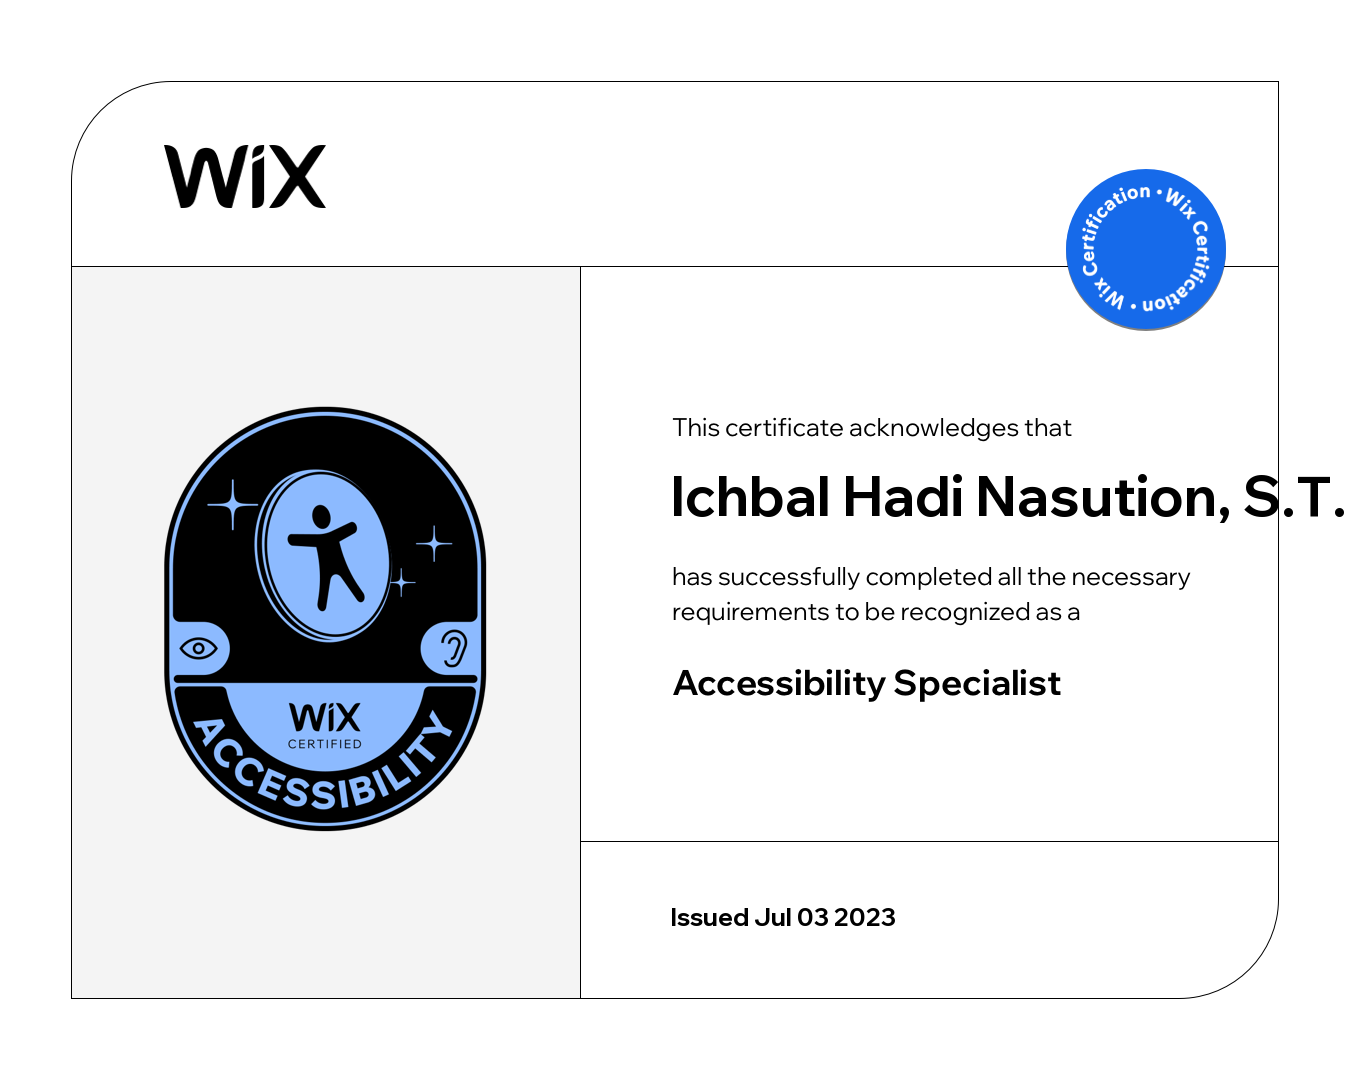 WiX
Wix Certification • Wix Certification •
This certificate acknowledges that
Ichbal Hadi Nasution, S.T.
has successfully completed all the necessary
requirements to be recognized as a
Accessibility Specialist
WiX
CERTIFIED
ACCESSIBILITY
Issued Jul 03 2023